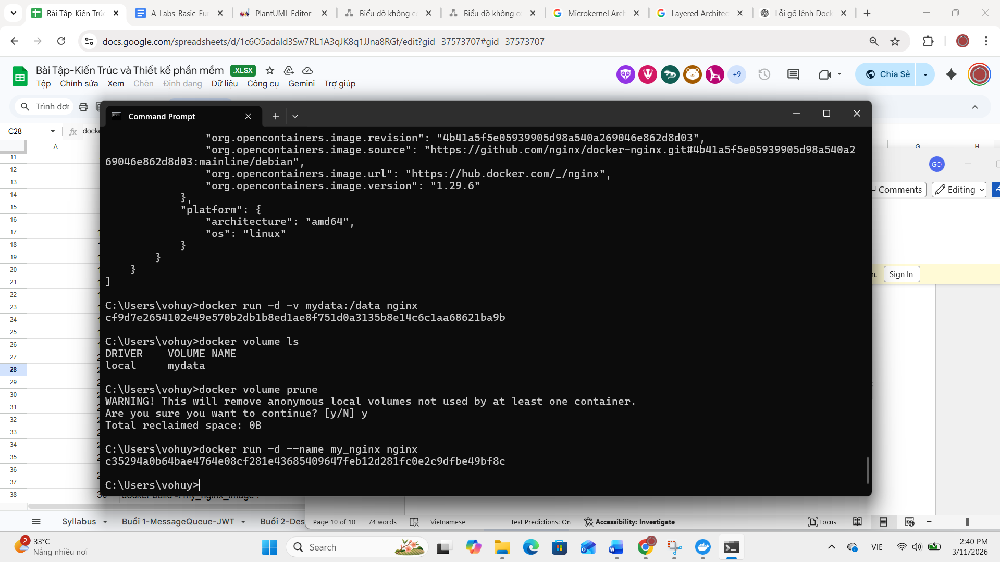 Bài Tập-Kiến Trúc
A_Labs_Basic_Fu
PlantUML Editor
Biểu đồ không c
Biểu đồ không c
Microkernel Arc
Layered Architec
Lỗi gõ lệnh Dock
docs.google.com/spreadsheets/d/1c6O5adaId3Sw7RL1A3qJK8q1JJna8RGf/edit?gid=37573707#gid=37573707
Bài Tập-Kiến Trúc và Thiết kế phần mềm .XLSX
+9
Chia Sẻ
Tệp Chỉnh sửa Xem Chèn Định dạng Dữ liệu Công cụ Gemini Trợ giúp
Trình đơn
C28
fx docke
A
G
H
11
12
13
14
15
16
17
18
19
20
21
22
23
24
25
26
27
28
29
30
31
32
33
34
35
36
37
38
Command Prompt
"org.opencontainers.image.revision": "4b41a5f5e05939905d98a540a269046e862d8d03",
"org.opencontainers.image.source": "https://github.com/nginx/docker-nginx.git#4b41a5f5e05939905d98a540a2
69046e862d8d03:mainline/debian",
"org.opencontainers.image.url": "https://hub.docker.com/_/nginx",
"org.opencontainers.image.version": "1.29.6"
},
"platform": {
"architecture": "amd64",
"os": "linux"
}
}
}
]
C:\Users\vohuy>docker run -d -v mydata:/data nginx
cf9d7e2654102e49e570b2db1b8ed1ae8f751d0a3135b8e14c6c1aa68621ba9b
C:\Users\vohuy>docker volume ls
DRIVER VOLUME NAME
local mydata
C:\Users\vohuy>docker volume prune
WARNING! This will remove anonymous local volumes not used by at least one container.
Are you sure you want to continue? [y/N] y
Total reclaimed space: 0B
C:\Users\vohuy>docker run -d --name my_nginx nginx
c35294a0b64bae4764e08cf281e43685409647feb12d281fc0e2c9dfbe49bf8c
C:\Users\vohuy>
GO
Comments
Editing
n. Sign In
docker build -t my_nginx_image .
Syllabus
Buổi 1-MessageQueue-JWT
Buổi 2-Des
Page 10 of 10
74 words
Vietnamese
Text Predictions: On
Accessibility: Investigate
Focus
2
33°C
Nắng nhiều nơi
Search
VIE
2:40 PM
3/11/2026